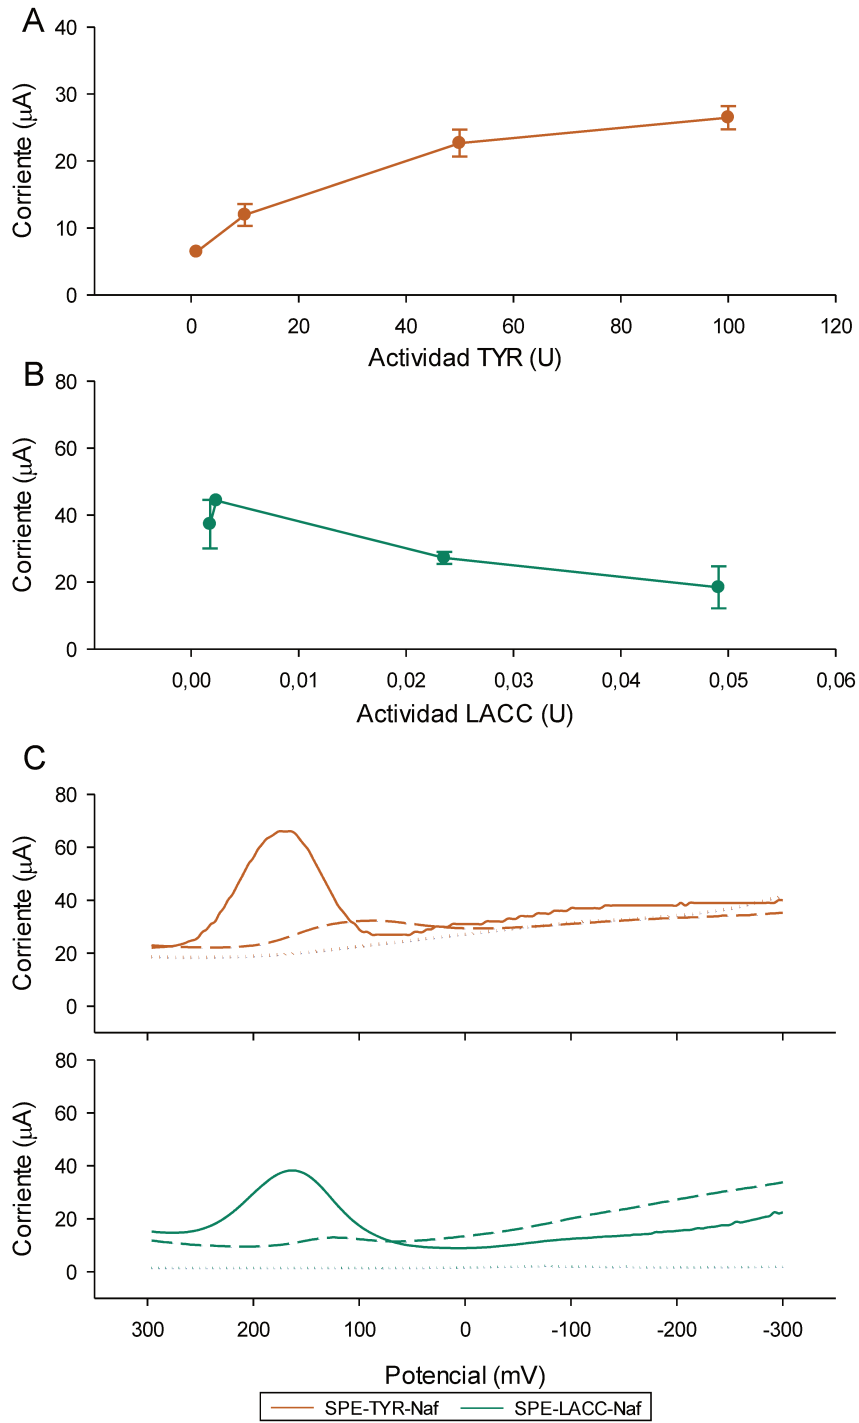 A
40
30
20
10
0
Corriente (µA)
0 20 40 60 80 100 120
Actividad TYR (U)
B
80
60
40
20
0
Corriente (µA)
0,00 0,01 0,02 0,03 0,04 0,05 0,06
Actividad LACC (U)
C
80
60
40
20
0
Corriente (µA)
80
60
40
20
0
Corriente (µA)
300 200 100 0 -100 -200 -300
Potencial (mV)
SPE-TYR-Naf SPE-LACC-Naf